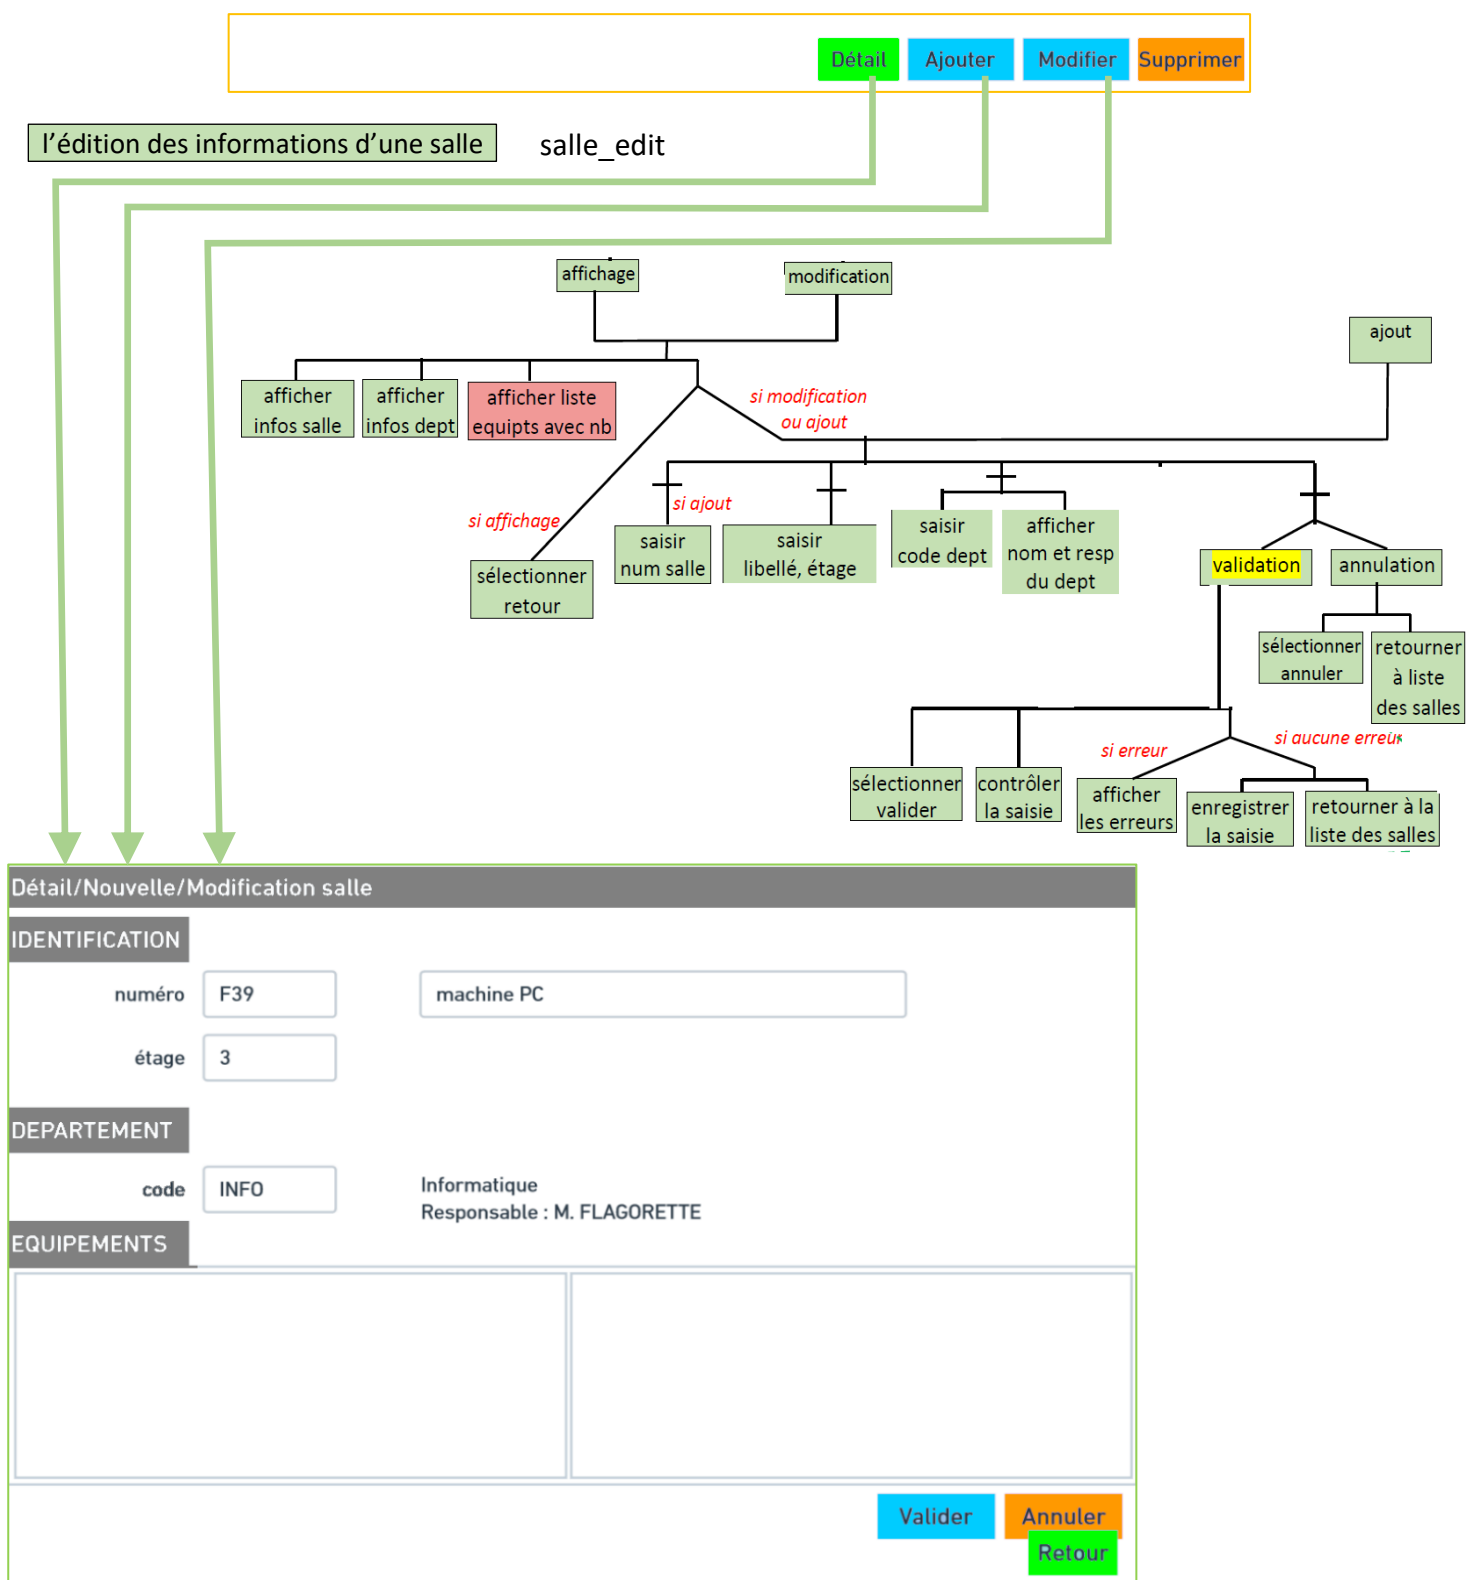 Détail Ajouter Modifier Supprimer
l’édition des informations d’une salle salle_edit
affichage
modification
ajout
afficher
infos salle
afficher
infos dept
afficher liste
equipts avec nb
si modification
ou ajout
si affichage
si ajout
sélectionner
retour
saisir
num salle
saisir
libellé, étage
saisir
code dept
afficher
nom et resp
du dept
validation
annulation
sélectionner
annuler
retourner
à liste
des salles
si erreur
si aucune erreur
sélectionner
valider
contrôler
la saisie
afficher
les erreurs
enregistrer
la saisie
retourner à la
liste des salles
Détail/Nouvelle/Modification salle
IDENTIFICATION
numéro F39 machine PC
étage 3
DEPARTEMENT
code INFO Informatique
Responsable : M. FLAGORETTE
EQUIPEMENTS
Valider Annuler
Retour